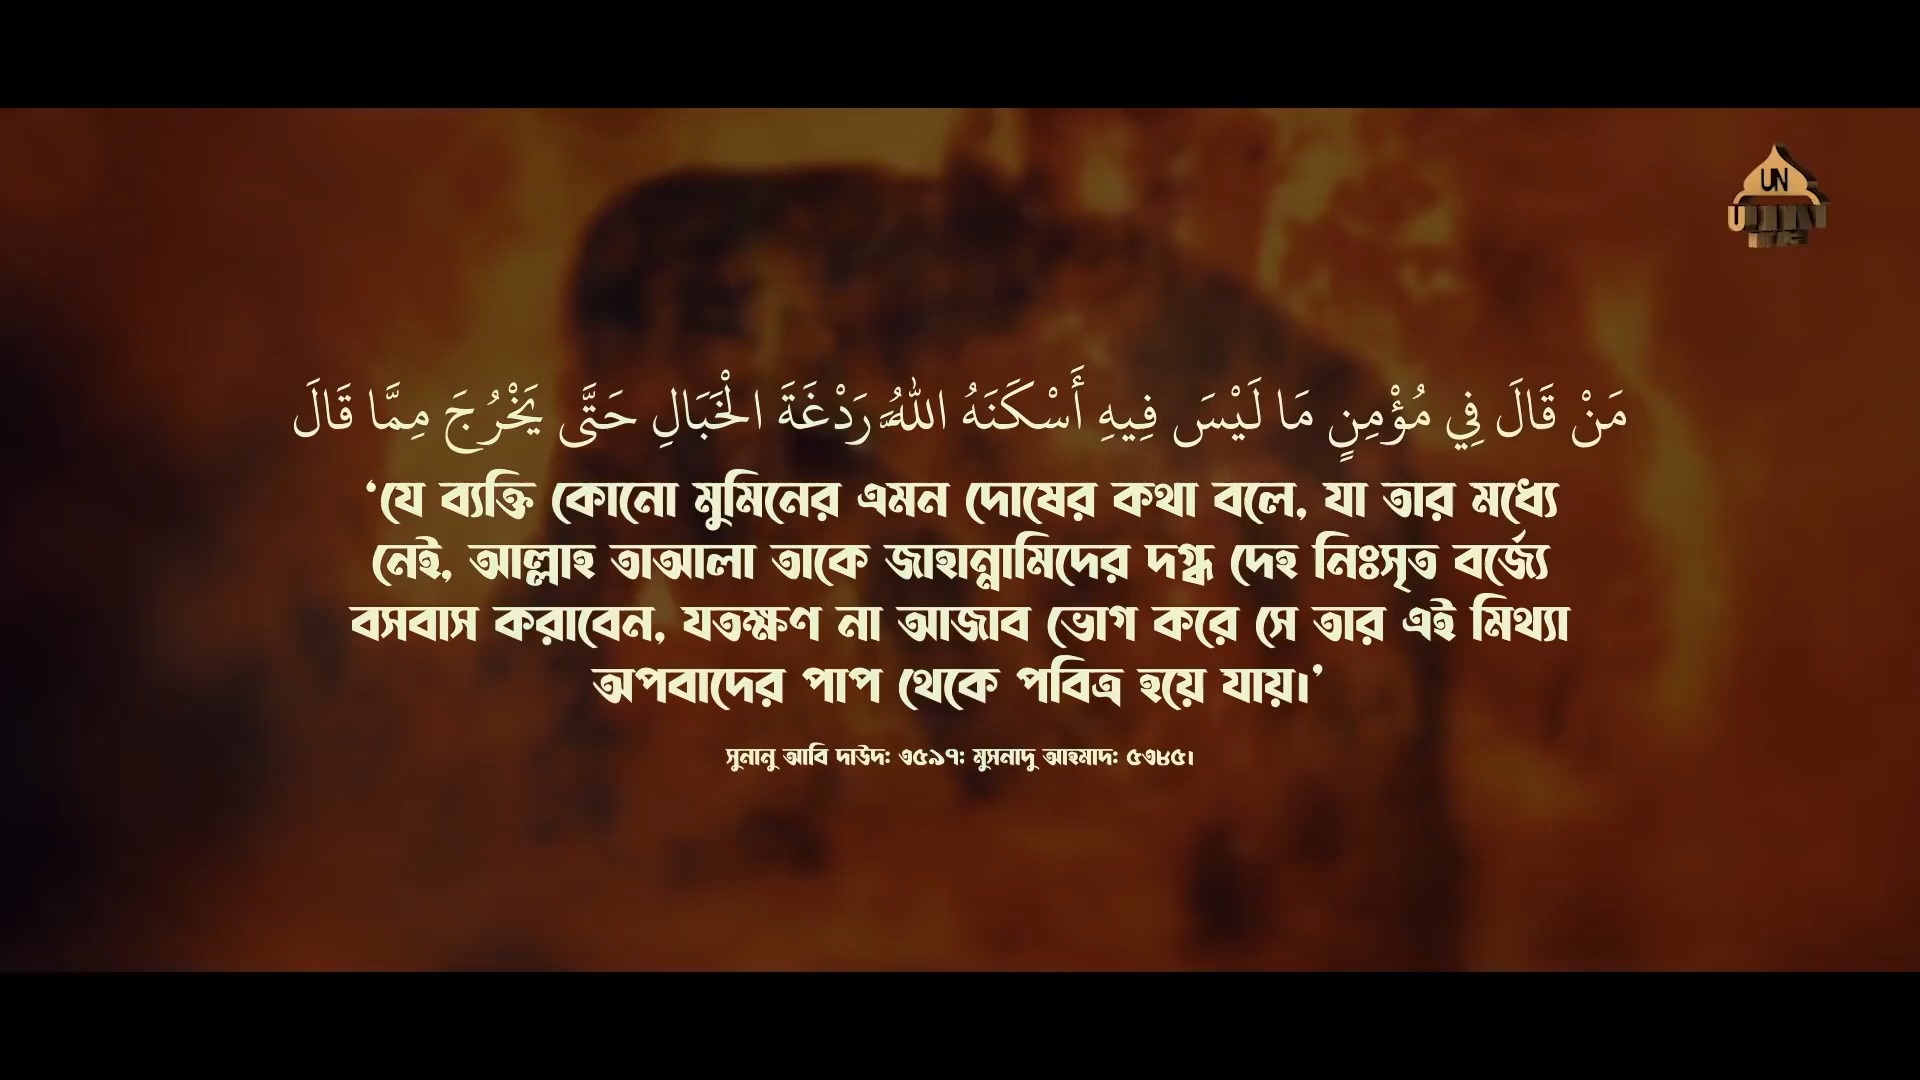 UN
مَنْ قَالَ فِي مُؤْمِنٍ مَا لَيْسَ فِيهِ أَسْكَنَهُ اللهُ رَدْغَةَ الْخَبَالِ حَتَّى يَخْرُجَ مِمَّا قَالَ
‘যে ব্যক্তি কোনো মুমিনের এমন দোষের কথা বলে, যা তার মধ্যে
নেই, আল্লাহ তাআলা তাকে জাহান্নামিদের দগ্ধ দেহ নিঃসৃত বর্জ্যে
বসবাস করাবেন, যতক্ষণ না আজাব ভোগ করে সে তার এই মিথ্যা
অপবাদের পাপ থেকে পবিত্র হয়ে যায়।’
সুনানু আবি দাউদ: ৩৫৯৭: মুসনাদু আহমাদ: ৫৩৮৫।